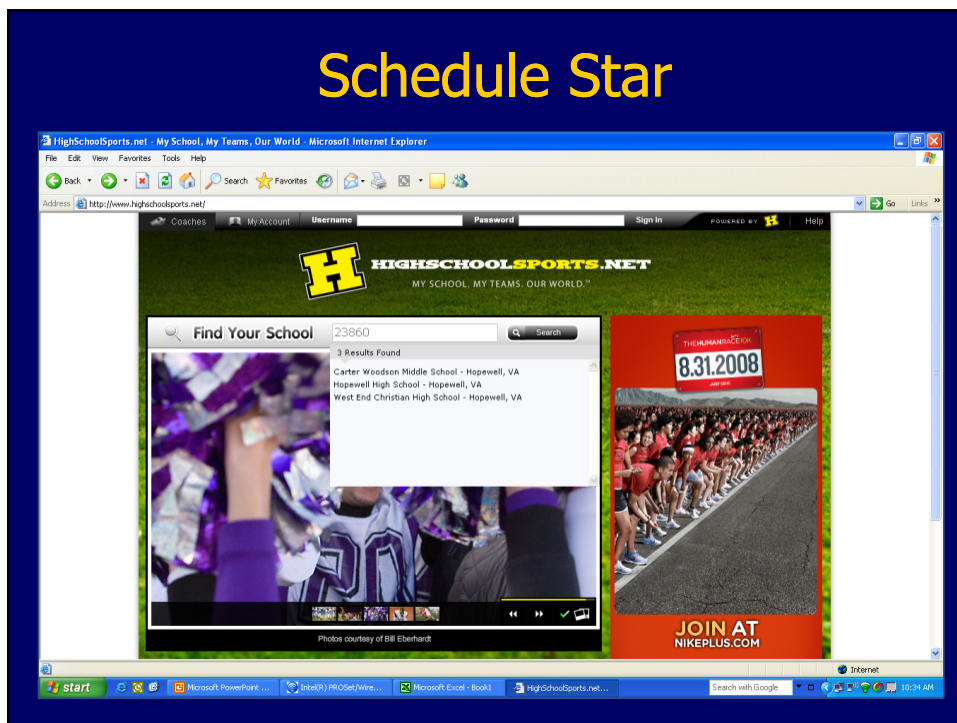 Schedule Star
HighSchoolSports.net - My School, My Teams, Our World - Microsoft Internet Explorer
File Edit View Favorites Tools Help
Back Search Favorites
Address http://www.highschoolsports.net/ Go Links »
Coaches My Account Username Password Sign In POWERED BY H Help
H HIGHSCHOOLSPORTS.NET
MY SCHOOL. MY TEAMS. OUR WORLD.™
Find Your School 23860 Search
3 Results Found
Carter Woodson Middle School - Hopewell, VA
Hopewell High School - Hopewell, VA
West End Christian High School - Hopewell, VA
Photos courtesy of Bill Eberhardt
THEHUMANRACE10K
8.31.2008
JOIN AT
NIKEPLUS.COM
Internet
start Microsoft PowerPoint ... Intel(R) PROSet/Wire... Microsoft Excel - Book1 HighSchoolSports.net... Search with Google 10:34 AM